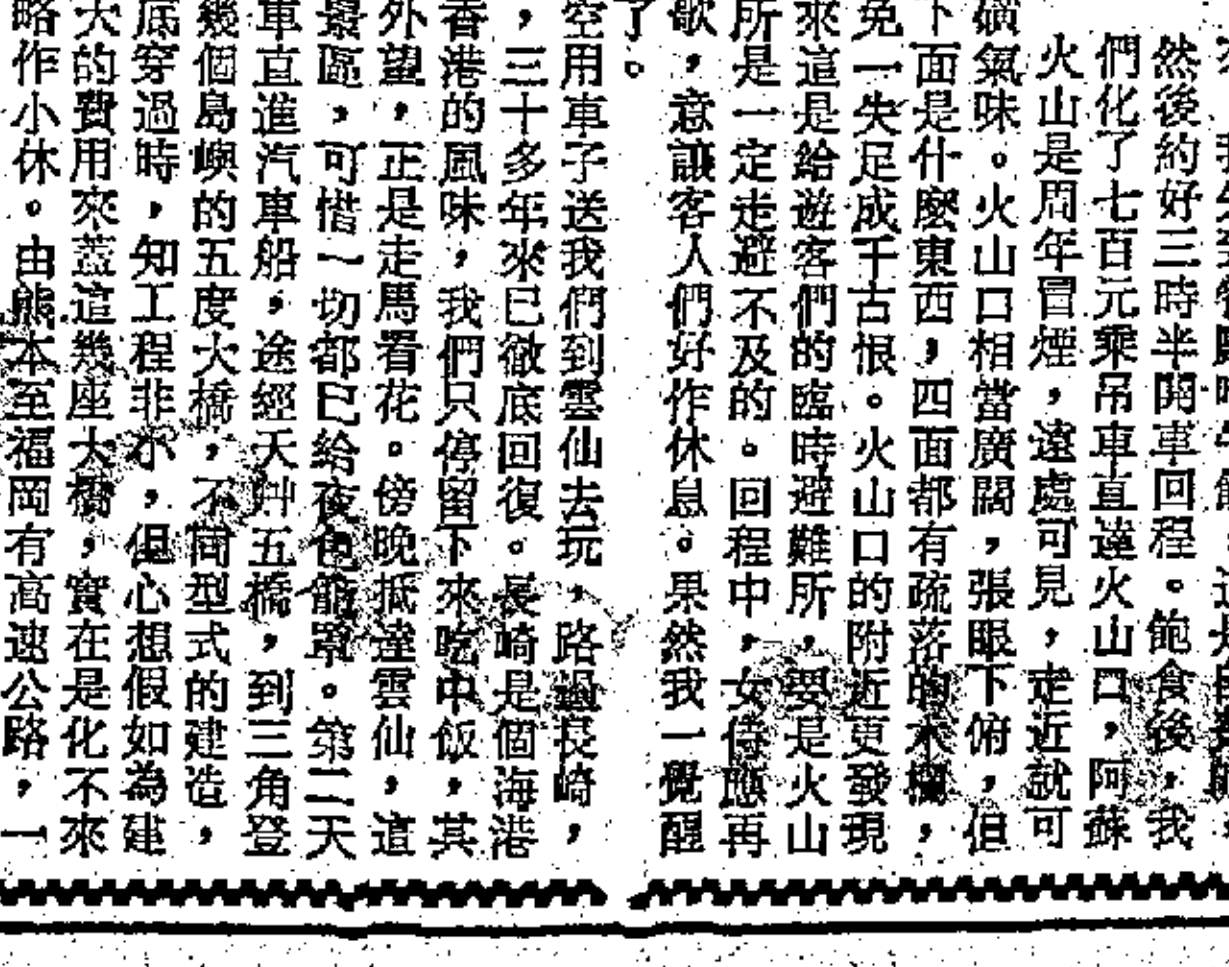 然後約好三時半開車回程。飽食後,我
們化了七百元乘吊車直達火山口,阿蘇
火山是周年冒煙,遠處可見,走近就可
磺氣味。火山口相當廣闊,張眼下俯,但
下面是什麼東西,四面都有疏落的木欄,
免一失足成千古恨。火山口的附近更發現
來這是給遊客們的臨時避難所,要是火山
所是一定走避不及的。回程中,女侍應再
歌,意讓客人們好作休息。果然我一覺醒
了。
空用車子送我們到雲仙去玩,路過長崎,
,三十多年來已徹底回復。長崎是個海港
香港的風味,我們只停留下來吃中飯,其
外望,正是走馬看花。傍晚抵達雲仙,這
景區,可惜一切都已給夜色籠罩。第二天
車直進汽車船,途經天艸五橋,到三角登
幾個島嶼的五度大橋,不同型式的建造,
底穿過時,知工程非小,但心想假如為建
大的費用來蓋這幾座大橋,實在是化不來
略作小休。由熊本至福岡有高速公路,一